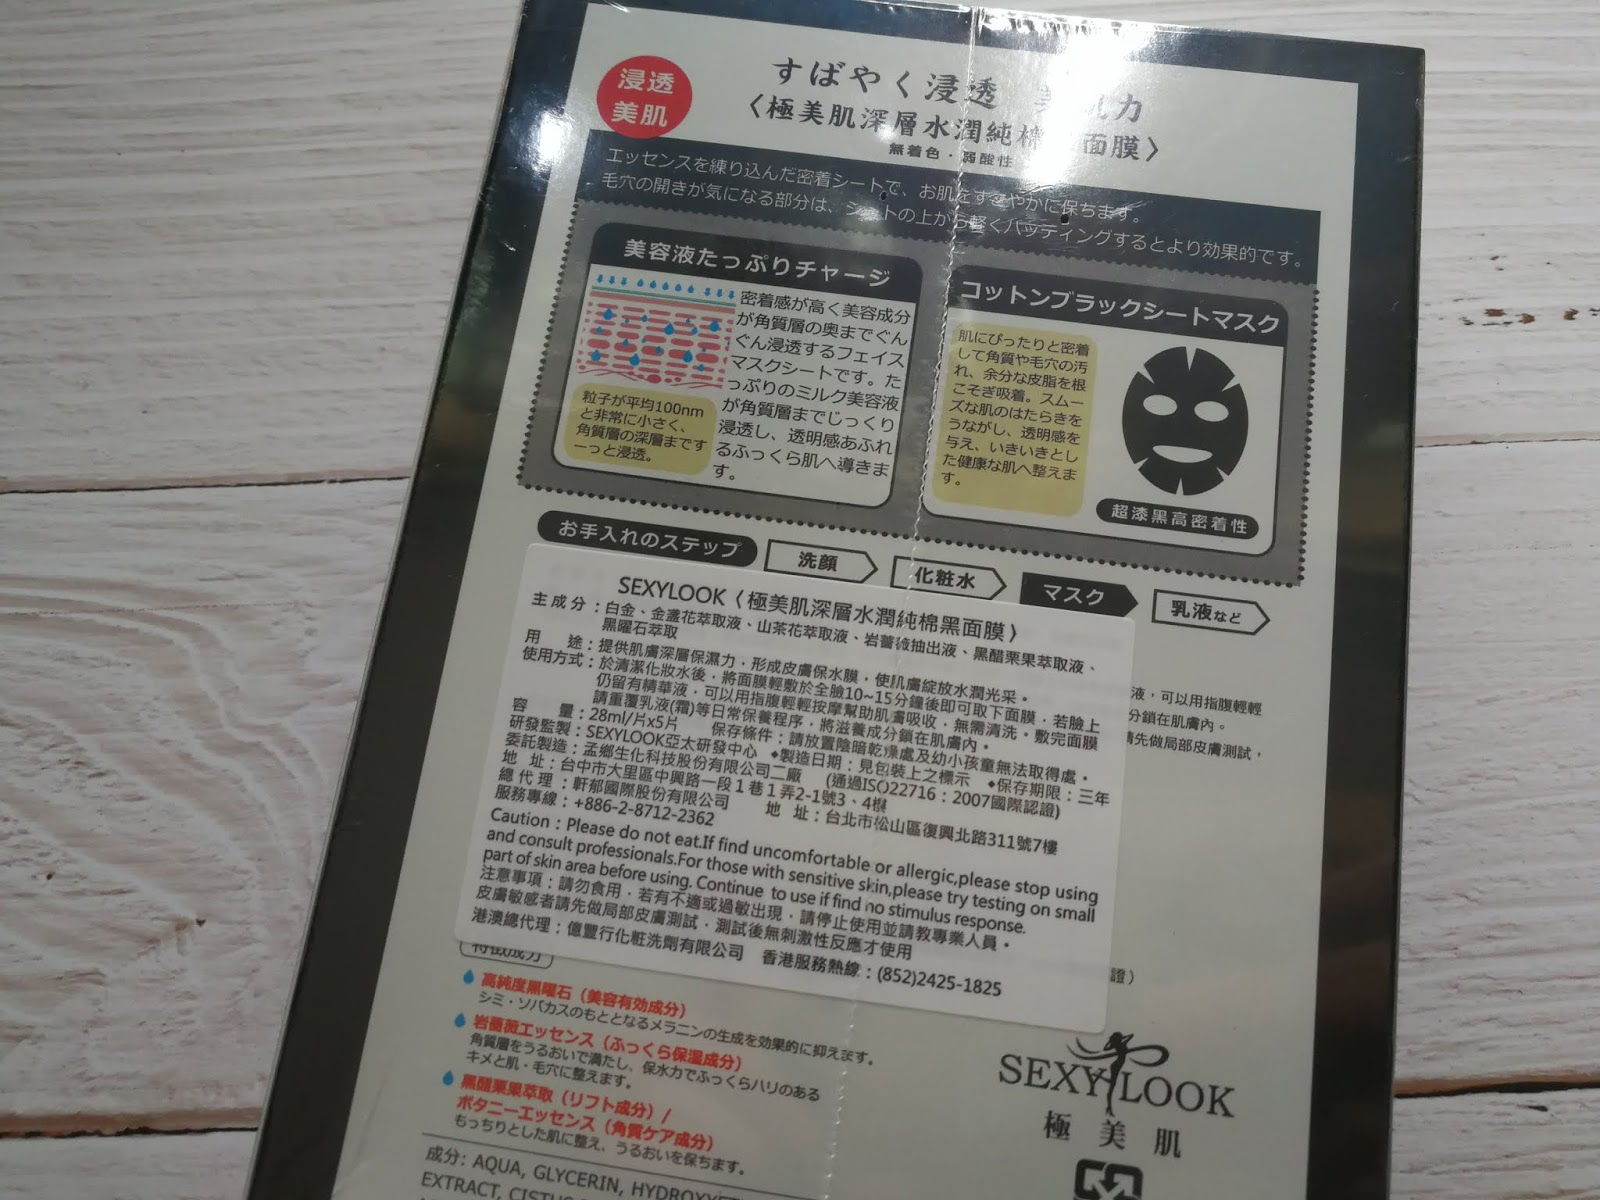 浸透
美肌
すばやく浸透 力
〈極美肌深層水潤純棉 面膜〉
無着色・弱酸性
エッセンスを練り込んだ密着シートで、お肌をすこやかに保ちます。
毛穴の開きが気になる部分は、シートの上から軽くパッティングするとより効果的です。
美容液たっぷりチャージ
密着感が高く美容成分
が角質層の奥までぐん
ぐん浸透するフェイス
マスクシートです。た
っぷりのミルク美容液
が角質層までじっくり
浸透し、透明感あふれ
るふっくら肌へ導きま
す。
粒子が平均100nm
と非常に小さく、
角質層の深層まです
ーっと浸透。
コットンブラックシートマスク
肌にぴったりと密着
して角質や毛穴の汚
れ、余分な皮脂を根
こそぎ吸着。スムー
ズな肌のはたらきを
うながし、透明感を
与え、いきいきとし
た健康な肌へ整えま
す。
超漆黑高密着性
お手入れのステップ
洗顔
化粧水
マスク
乳液など
SEXYLOOK〈極美肌深層水潤純棉黑面膜〉
主成分：白金、金盞花萃取液、山茶花萃取液、岩薔薇抽出液、黑醋栗果萃取液、
黑曜石萃取
用　途：提供肌膚深層保濕力，形成皮膚保水膜，使肌膚綻放水潤光采。
使用方式：於清潔化妝水後，將面膜輕敷於全臉10~15分鐘後即可取下面膜，若臉上
仍留有精華液，可以用指腹輕輕按摩幫助肌膚吸收，無需清洗。敷完面膜
請重覆乳液(霜)等日常保養程序，將滋養成分鎖在肌膚內。
容　量：28ml/片x5片　保存條件：請放置陰暗乾燥處及幼小孩童無法取得處。
研發監製：SEXYLOOK亞太研發中心 ◆製造日期：見包裝上之標示 ◆保存期限：三年
委託製造：孟鄉生化科技股份有限公司二廠　(通過ISO22716：2007國際認證)
地　址：台中市大里區中興路一段１巷１弄2-1號3、4樓
總代理：軒郁國際股份有限公司　地　址：台北市松山區復興北路311號7樓
服務專線：+886-2-8712-2362
Caution：Please do not eat.If find uncomfortable or allergic,please stop using
and consult professionals.For those with sensitive skin,please try testing on small
part of skin area before using. Continue to use if find no stimulus response.
注意事項：請勿食用，若有不適或過敏出現，請停止使用並請教專業人員。
皮膚敏感者請先做局部皮膚測試，測試後無刺激性反應才使用
港澳總代理：億豐行化粧洗劑有限公司　香港服務熱線：(852)2425-1825
液，可以用指腹輕輕
分鎖在肌膚內。
請先做局部皮膚測試，
證）
高純度黑曜石（美容有効成分）
シミ・ソバカスのもととなるメラニンの生成を効果的に抑えます。
岩薔薇エッセンス（ふっくら保湿成分）
角質層をうるおいで満たし、保水力でふっくらハリのある
キメと肌・毛穴に整えます。
黑醋栗果萃取（リフト成分）/
ボタニーエッセンス（角質ケア成分）
もっちりとした肌に整え、うるおいを保ちます。
成分: AQUA, GLYCERIN, HYDROXY
EXTRACT, CISTUS
SEXYLOOK
極美肌